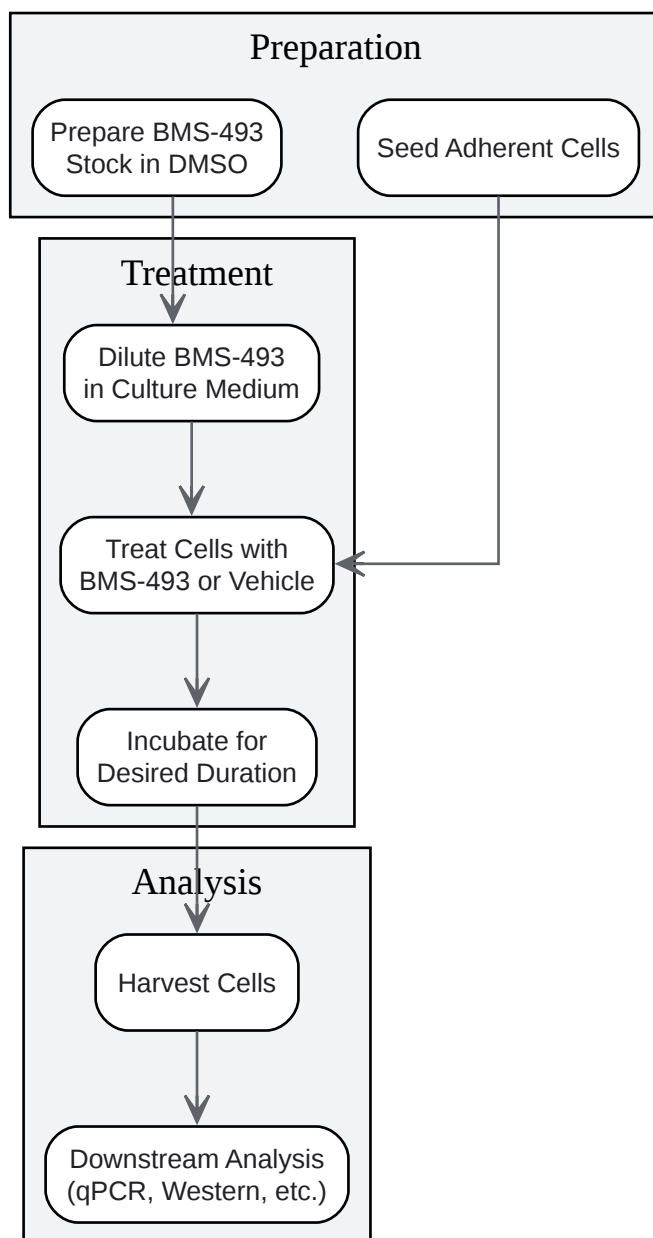 Preparation
Prepare BMS-493
Stock in DMSO
Seed Adherent Cells
Treatment
Dilute BMS-493
in Culture Medium
Treat Cells with
BMS-493 or Vehicle
Incubate for
Desired Duration
Analysis
Harvest Cells
Downstream Analysis
(qPCR, Western, etc.)